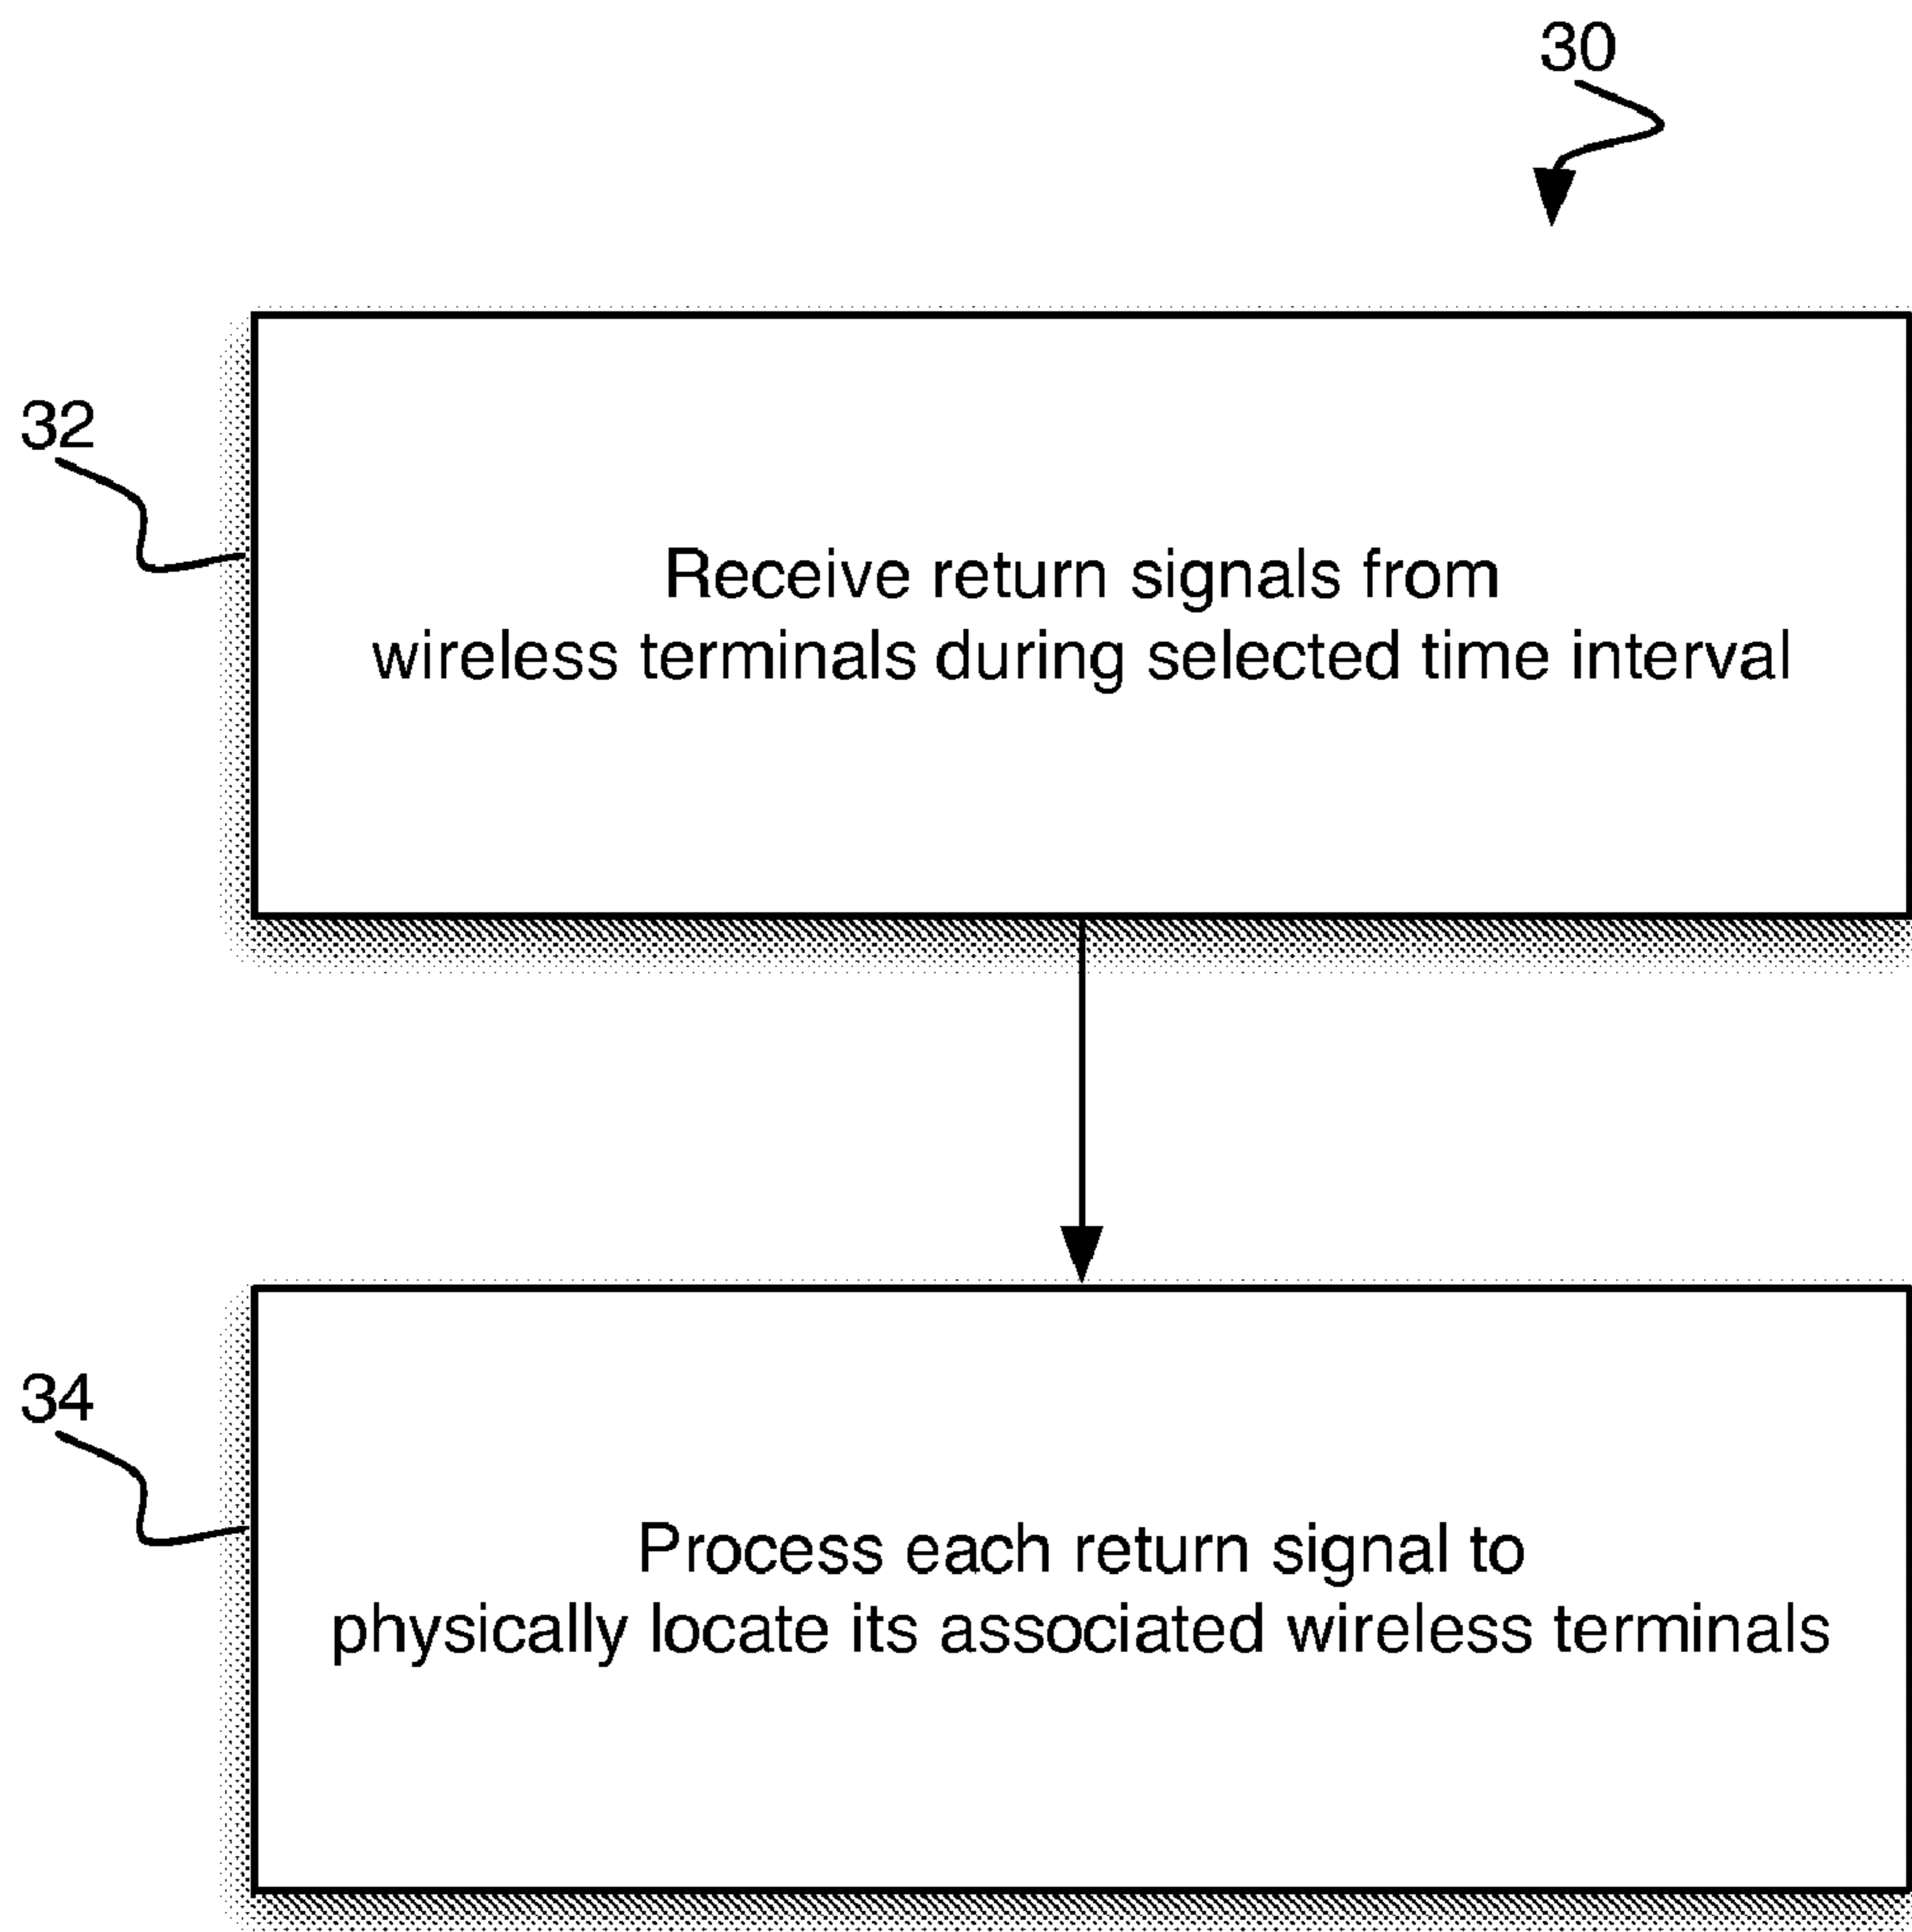 30
32
Receive return signals from
wireless terminals during selected time interval
34
Process each return signal to
physically locate its associated wireless terminals